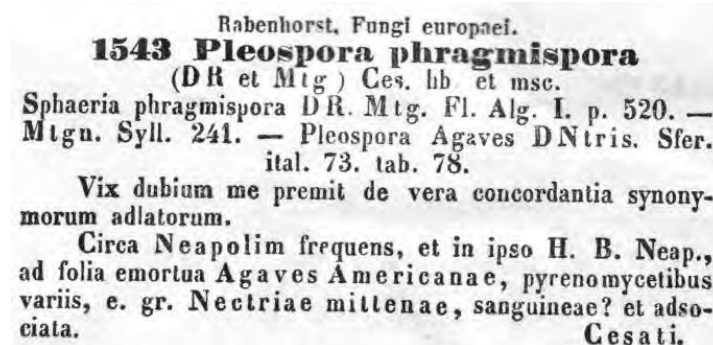 Rabenhorst, Fungi europaei.
1543 Pleospora phragmispora
(DR et Mtg) Ces. hb et msc.
Sphaeria phragmispora DR. Mtg. Fl. Alg. I. p. 520. —
Mtgn. Syll. 241. — Pleospora Agaves DNtris. Sfer.
ital. 73. tab. 78.
Vix dubium me premit de vera concordantia synony-
morum adlatorum.
Circa Neapolim frequens, et in ipso H. B. Neap.,
ad folia emortua Agaves Americanae, pyrenomycetibus
variis, e. gr. Nectriae mittenae, sanguineae? et adso-
ciata.
Cesati.